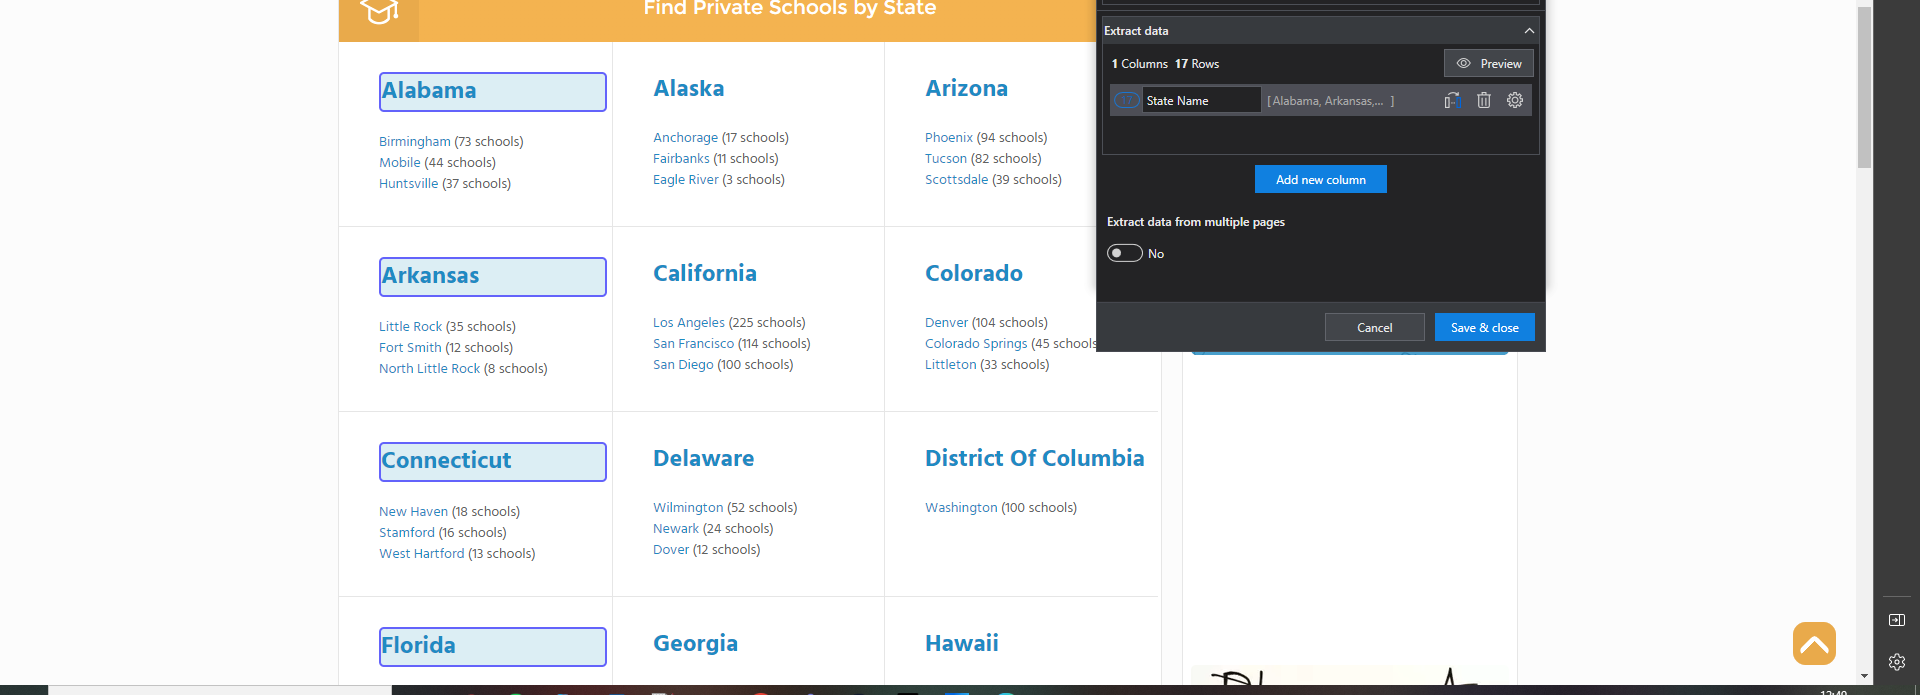 Find Private Schools by State
Alabama
Birmingham (73 schools)
Mobile (44 schools)
Huntsville (37 schools)
Alaska
Anchorage (17 schools)
Fairbanks (11 schools)
Eagle River (3 schools)
Arizona
Phoenix (94 schools)
Tucson (82 schools)
Scottsdale (39 schools)
Arkansas
Little Rock (35 schools)
Fort Smith (12 schools)
North Little Rock (8 schools)
California
Los Angeles (225 schools)
San Francisco (114 schools)
San Diego (100 schools)
Colorado
Denver (104 schools)
Colorado Springs (45 schools
Littleton (33 schools)
Connecticut
New Haven (18 schools)
Stamford (16 schools)
West Hartford (13 schools)
Delaware
Wilmington (52 schools)
Newark (24 schools)
Dover (12 schools)
District Of Columbia
Washington (100 schools)
Florida
Georgia
Hawaii
Extract data
1 Columns 17 Rows
Preview
17 State Name [Alabama, Arkansas,... ]
Add new column
Extract data from multiple pages
No
Cancel
Save & close